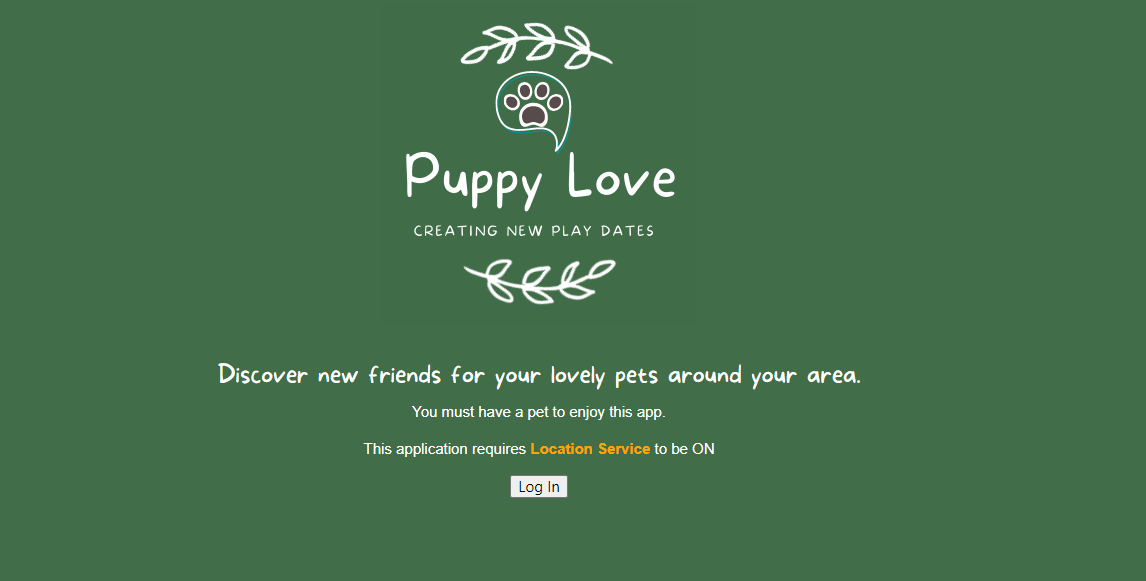 Puppy Love
CREATING NEW PLAY DATES
Discover new friends for your lovely pets around your area.
You must have a pet to enjoy this app.
This application requires Location Service to be ON
Log In